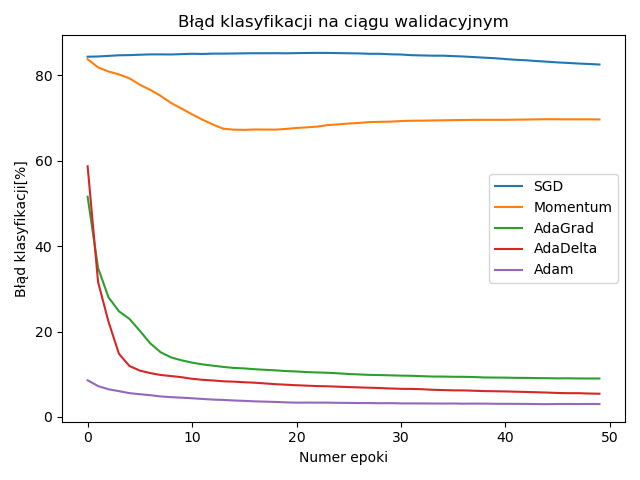 Błąd klasyfikacji na ciągu walidacyjnym
Błąd klasyfikacji[%]
80
60
40
20
0
SGD
Momentum
AdaGrad
AdaDelta
Adam
0 10 20 30 40 50
Numer epoki